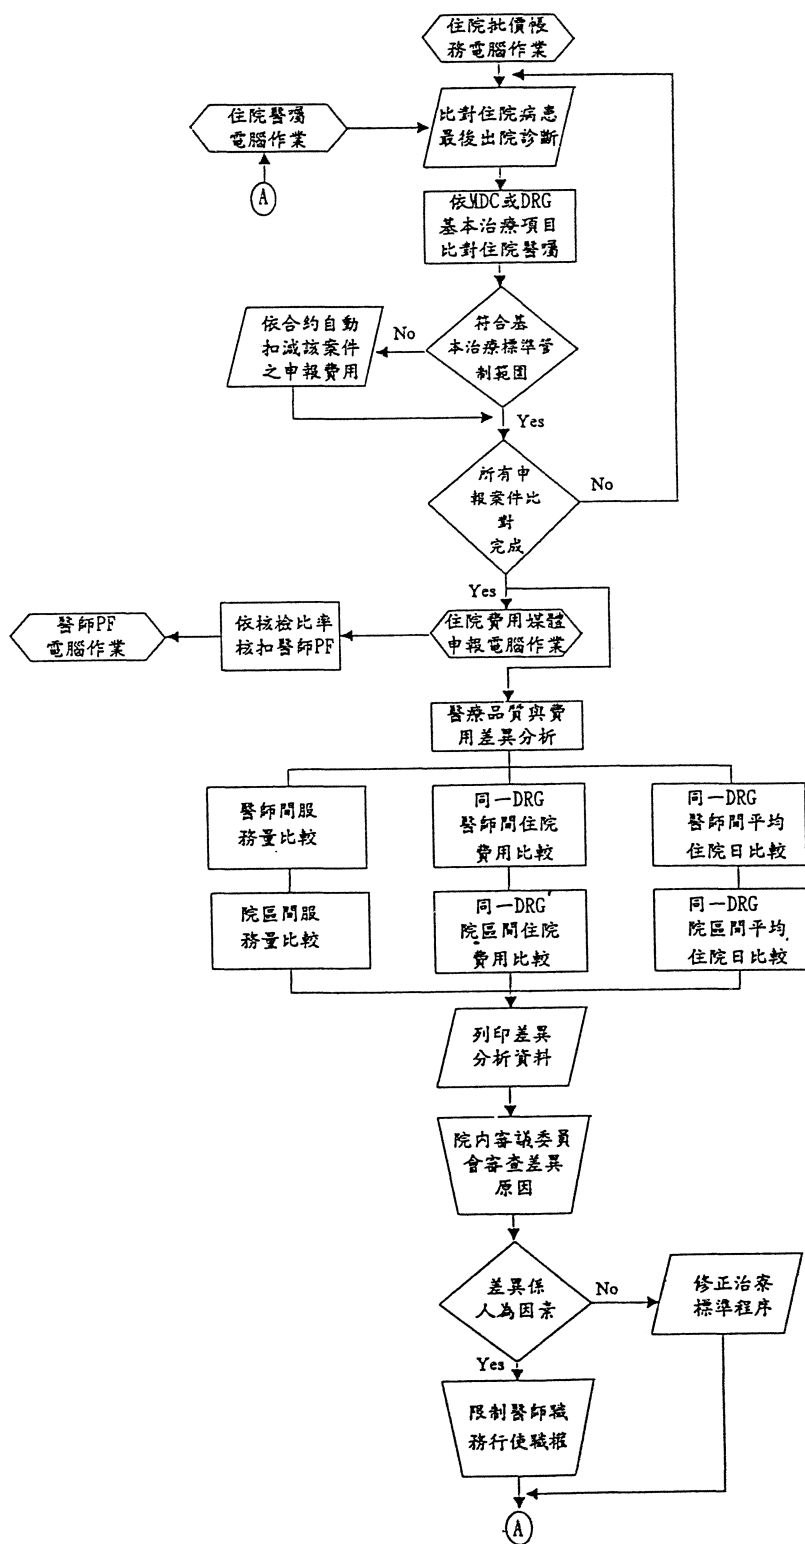 住院批價帳
務電腦作業
住院醫囑
電腦作業
A
比對住院病患
最後出院診斷
依MDC或DRG
基本治療項目
比對住院醫囑
依合約自動
扣減該案件
之申報費用
No
符合基
本治療標準管
制範圍
Yes
所有申
報案件比
對
完成
No
Yes
醫師PF
電腦作業
依核檢比率
核扣醫師PF
住院費用媒體
申報電腦作業
醫療品質與費
用差異分析
醫師間服
務量比較
同一DRG
醫師間住院
費用比較
同一DRG
醫師間平均
住院日比較
院區間服
務量比較
同一DRG
院區間住院
費用比較
同一DRG
院區間平均
住院日比較
列印差異
分析資料
院內審議委員
會審查差異
原因
差異係
人為因素
No
修正治療
標準程序
Yes
限制醫師職
務行使職權
A